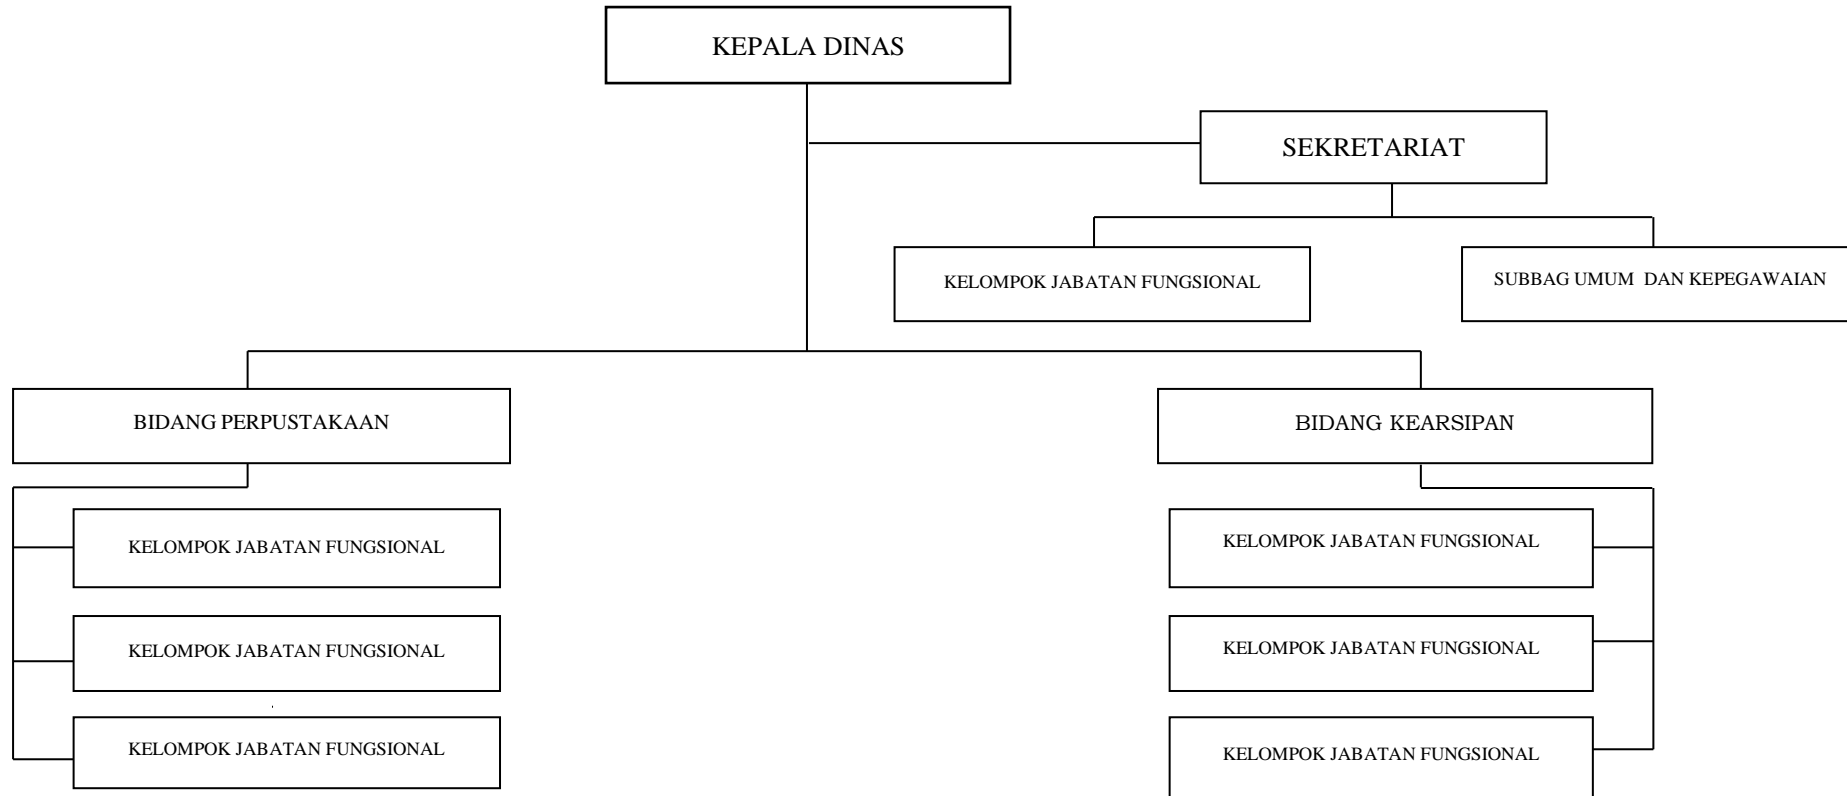 KEPALA DINAS
SEKRETARIAT
KELOMPOK JABATAN FUNGSIONAL
SUBBAG UMUM DAN KEPEGAWAIAN
BIDANG PERPUSTAKAAN
BIDANG KEARSIPAN
KELOMPOK JABATAN FUNGSIONAL
KELOMPOK JABATAN FUNGSIONAL
KELOMPOK JABATAN FUNGSIONAL
KELOMPOK JABATAN FUNGSIONAL
KELOMPOK JABATAN FUNGSIONAL
KELOMPOK JABATAN FUNGSIONAL